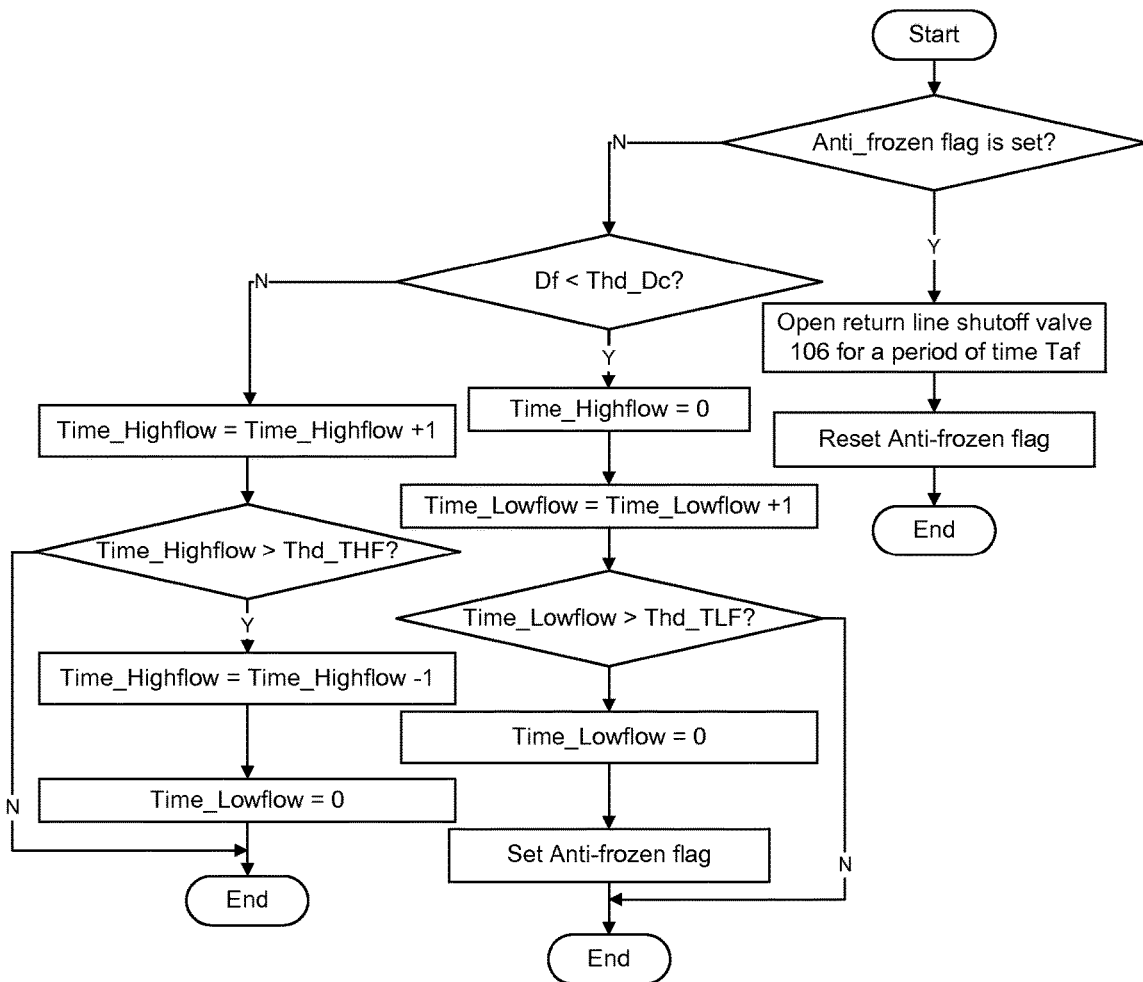 Start
Anti_frozen flag is set?
N
Y
Df < Thd_Dc?
N
Y
Open return line shutoff valve
106 for a period of time Taf
Time_Highflow = 0
Time_Highflow = Time_Highflow +1
Reset Anti-frozen flag
Time_Lowflow = Time_Lowflow +1
End
Time_Highflow > Thd_THF?
Time_Lowflow > Thd_TLF?
Y
Time_Highflow = Time_Highflow -1
Time_Lowflow = 0
Time_Lowflow = 0
N
Set Anti-frozen flag
N
End
End